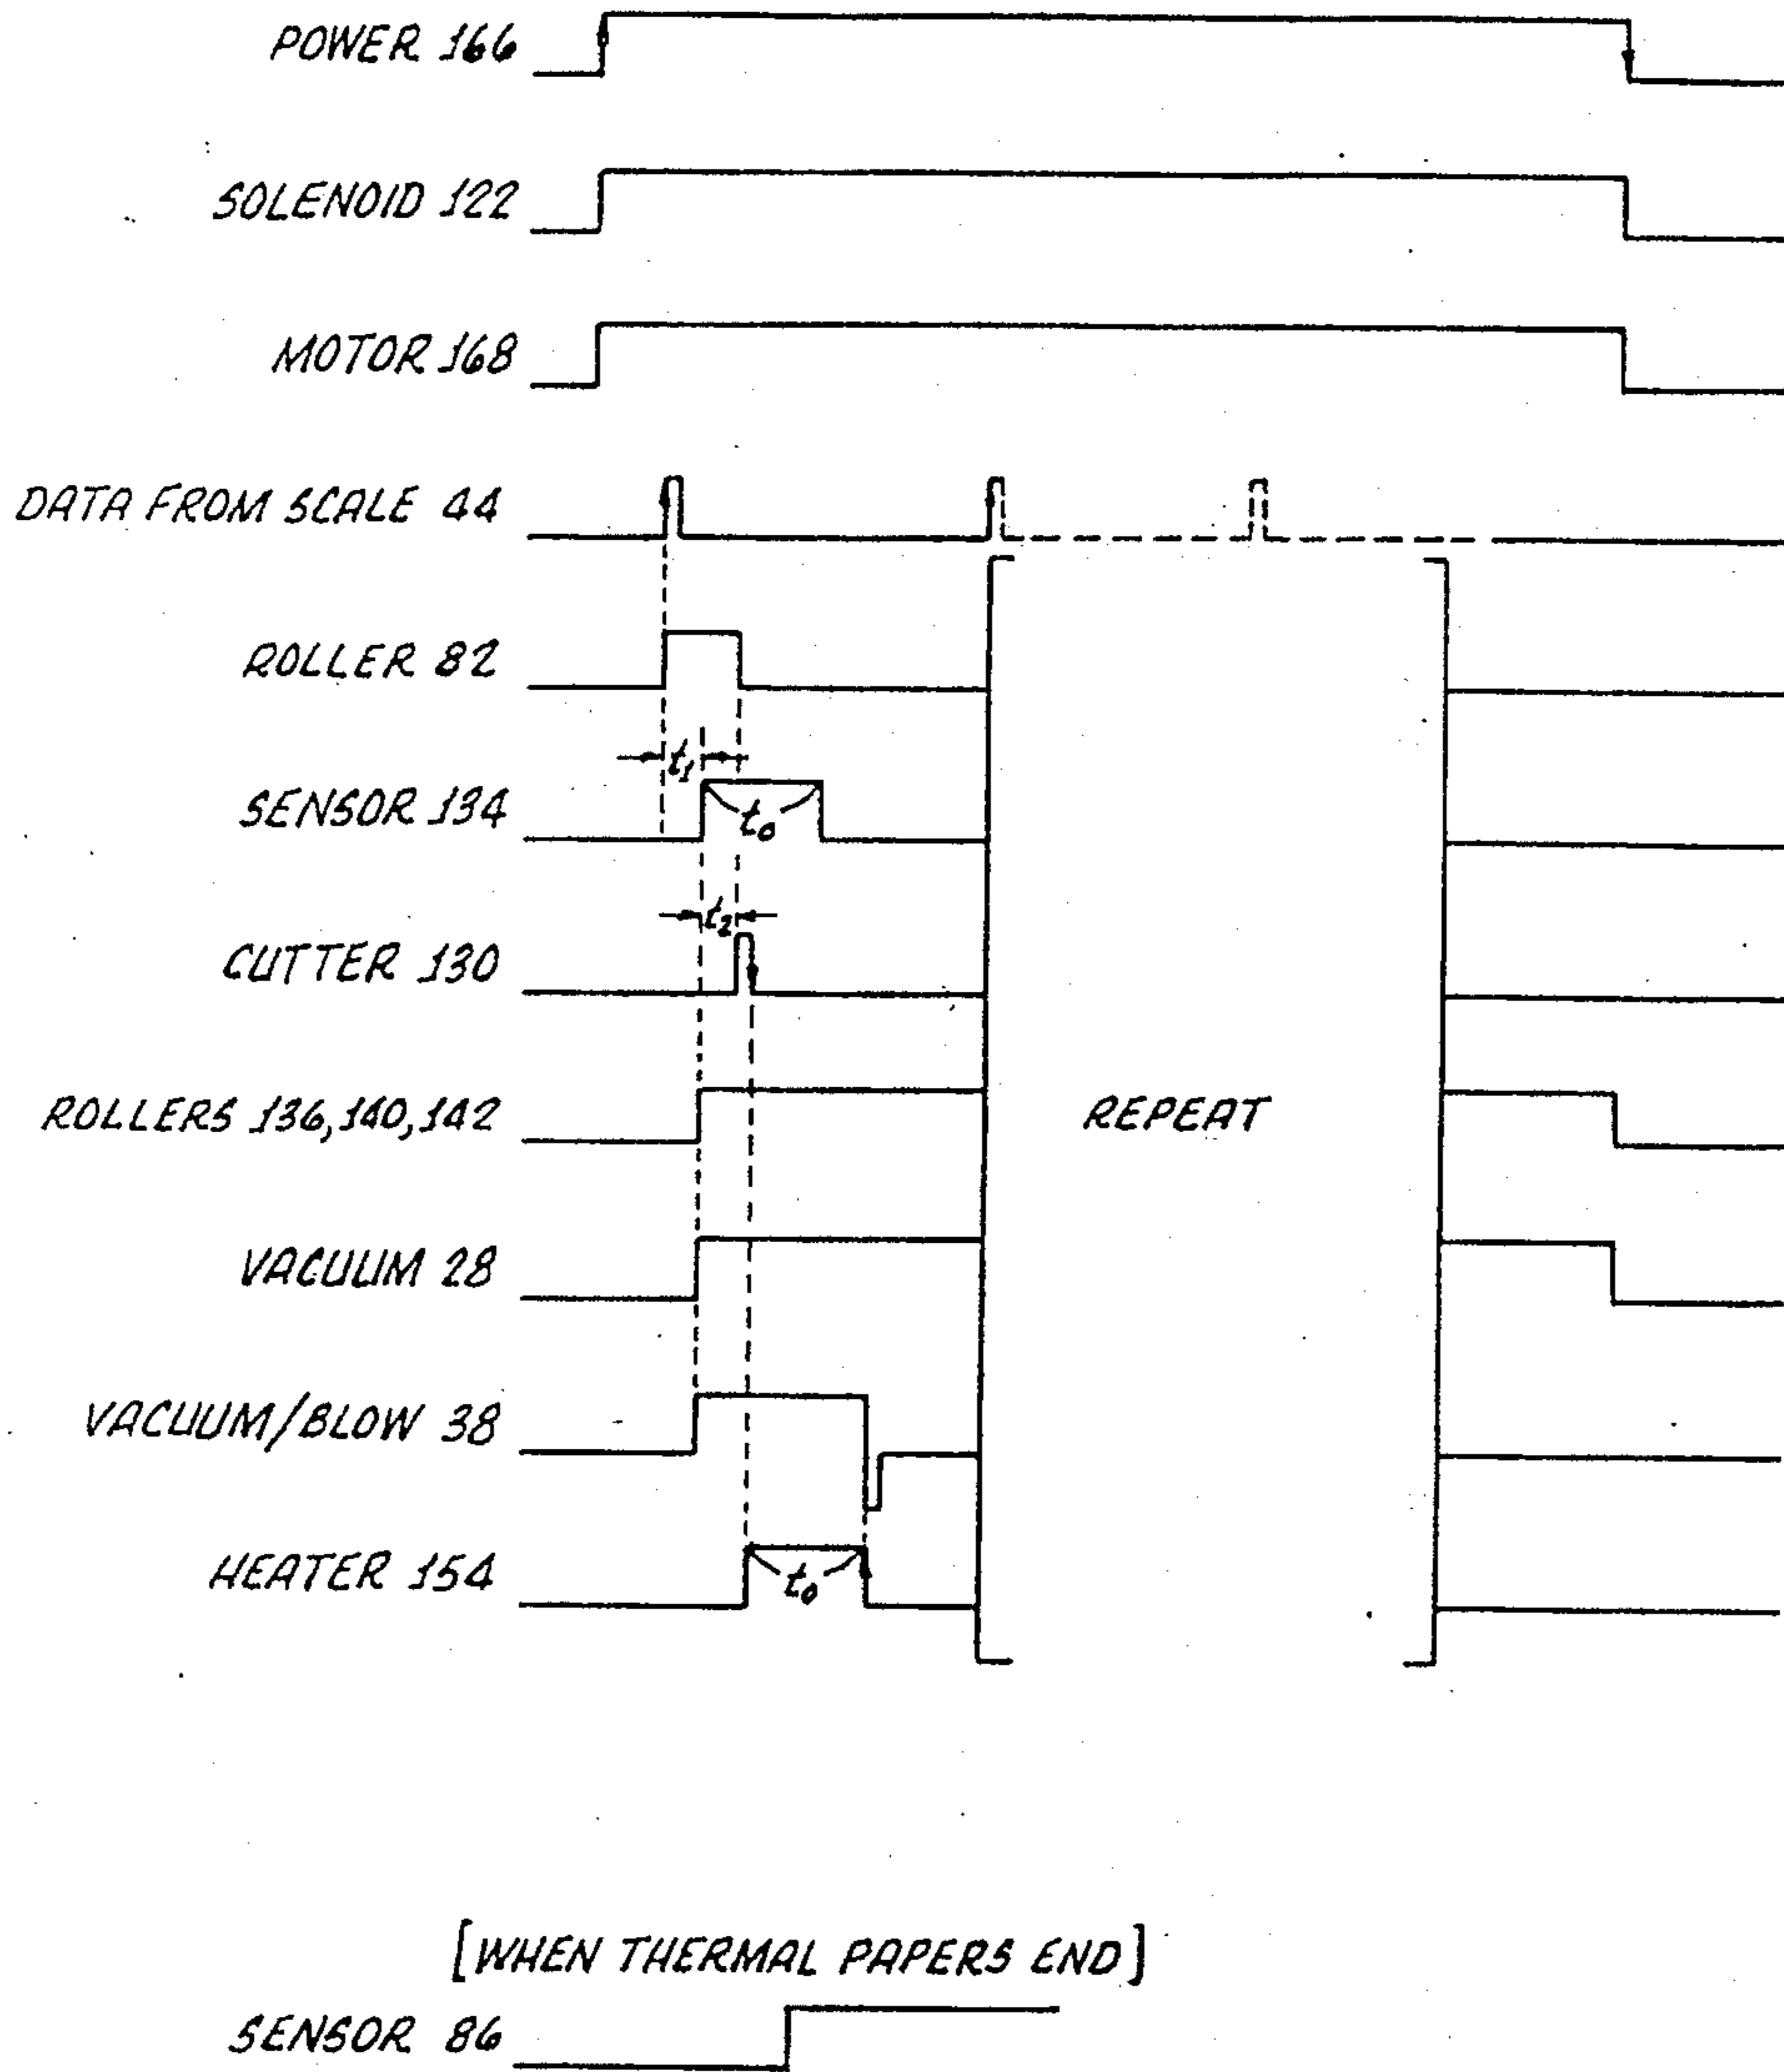 POWER 166
SOLENOID 122
MOTOR 168
DATA FROM SCALE 44
ROLLER 82
t1
SENSOR 134
t0
t2
CUTTER 130
ROLLERS 136,140,142
REPEAT
VACUUM 28
VACUUM/BLOW 38
HEATER 154
t0
[WHEN THERMAL PAPERS END]
SENSOR 86